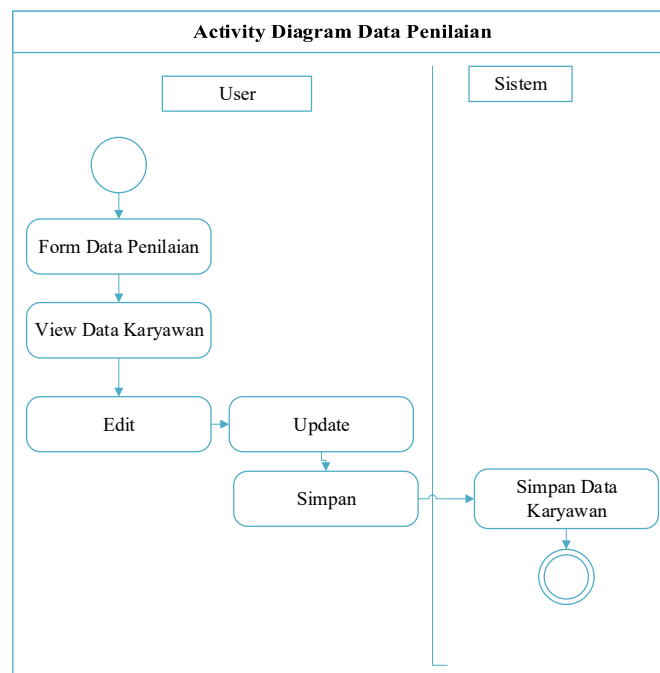 Activity Diagram Data Penilaian
User
Sistem
Form Data Penilaian
View Data Karyawan
Edit
Update
Simpan
Simpan Data
Karyawan